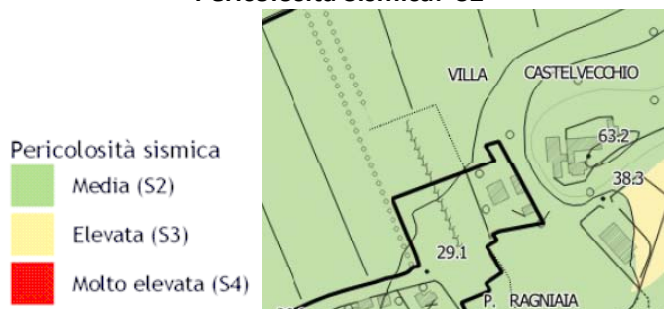 VILLA CASTELVECCHIO
63.2
38.3
29.1
P. RAGNIAIA
Pericolosità sismica
Media (S2)
Elevata (S3)
Molto elevata (S4)